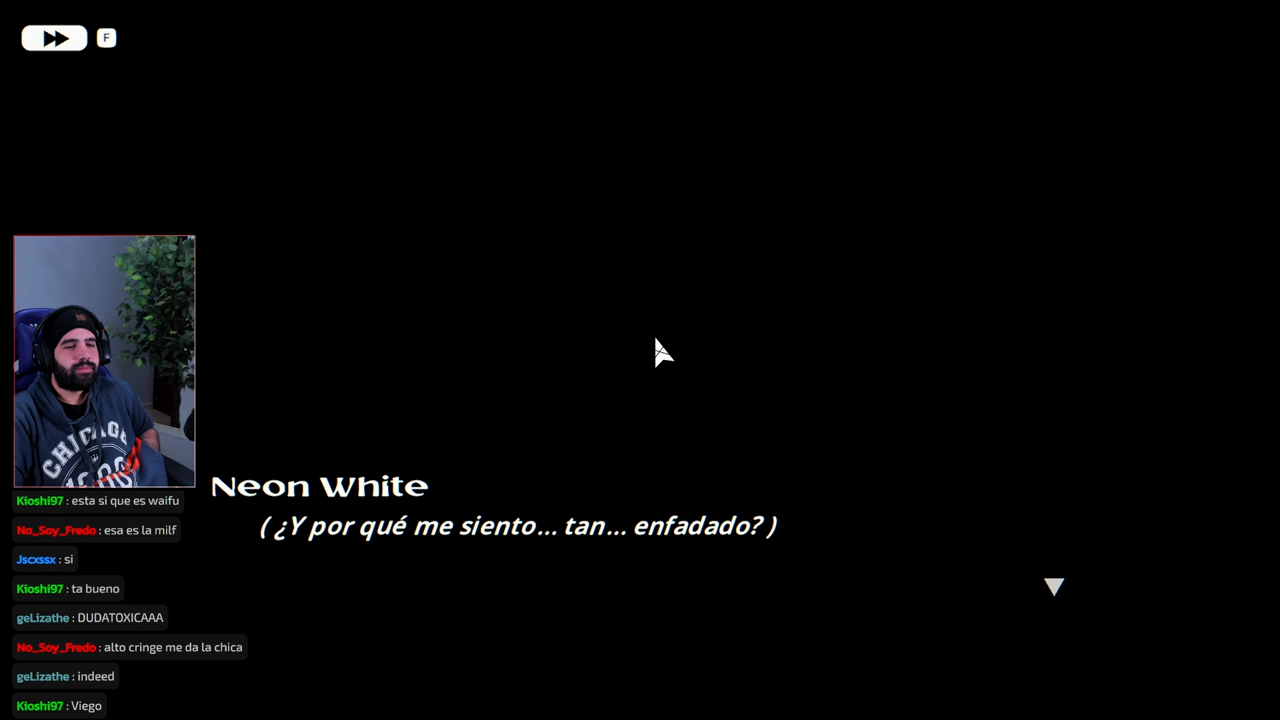 F
CHICAGO
Neon White
( ¿Y por qué me siento... tan... enfadado? )
Kioshi97 : esta si que es waifu
No_Soy_Fredo : esa es la milf
Jscxssx : si
Kioshi97 : ta bueno
geLizathe : DUDATOXICAAA
No_Soy_Fredo : alto cringe me da la chica
geLizathe : indeed
Kioshi97 : Viego